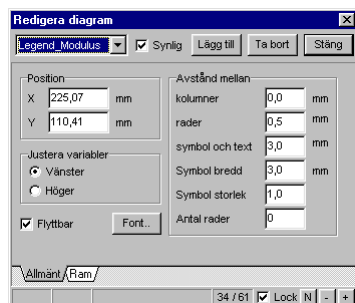 Redigera diagram
Legend_Modulus Synlig Lägg till Ta bort Stäng
Position
X 225,07 mm
Y 110,41 mm
Justera variabler
Vänster
Höger
Flyttbar Font..
Avstånd mellan
kolumner 0,0 mm
rader 0,5 mm
symbol och text 3,0 mm
Symbol bredd 3,0 mm
Symbol storlek 1,0
Antal rader 0
Allmänt Ram
34 / 61 Lock N - +